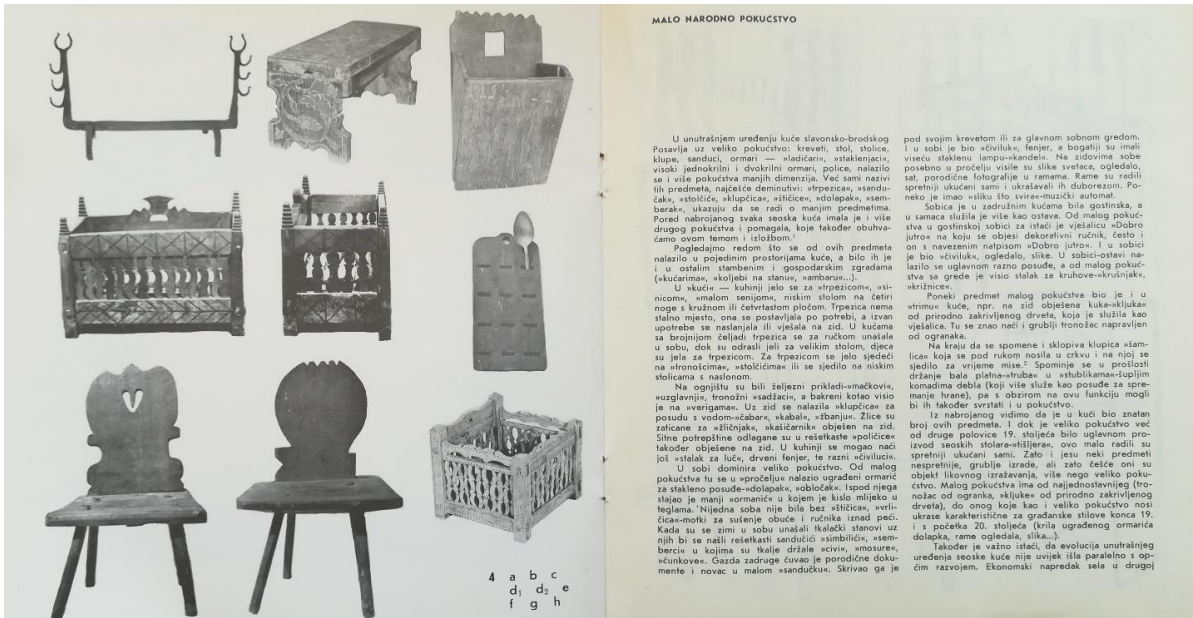 4 a b c
d₁ d₂ e
f g h
MALO NARODNO POKUĆSTVO
U unutrašnjem uređenju kuće slavonsko-brodskog
Posavlja uz veliko pokućstvo: kreveti, stol, stolice,
klupe, sanduci, ormari — »ladičari«, »staklenjaci«,
visoki jednokrilni i dvokrilni ormari, police, nalazilo
se i više pokućstva manjih dimenzija. Već sami nazivi
tih predmeta, najčešće deminutivi: »trpezica«, »sandu-
čak«, »stolčić«, »klupčica«, »štičice«, »dolapak«, »sem-
berak«, ukazuju da se radi o manjim predmetima.
Pored nabrojanog svaka seoska kuća imala je i više
drugog pokućstva i pomagala, koje također obuhva-
ćamo ovom temom i izložbom.¹
Pogledajmo redom što se od ovih predmeta
nalazilo u pojedinim prostorijama kuće, a bilo ih je
i u ostalim stambenim i gospodarskim zgradama
(»kućarima«, »koljebi na stanu«, »ambaru«...).
U »kući« — kuhinji jelo se za »trpezicom«, »si-
nicom«, »malom senijom«, niskim stolom na četiri
noge s kružnom ili četvrtastom pločom. Trpezica nema
stalno mjesto, ona se postavljala po potrebi, a izvan
upotrebe se naslanjala ili vješala na zid. U kućama
sa brojnijom čeljadi trpezica se za ručkom unašala
u sobu, dok su odrasli jeli za velikim stolom, djeca
su jela za trpezicom. Za trpezicom se jelo sjedeći
na »tronošcima«, »stolčićima« ili se sjedilo na niskim
stolicama s naslonom.
Na ognjištu su bili željezni prikladi-»mačkovi«,
»uzglavnji«, tronožni »sadžaci«, a bakreni kotao visio
je na »verigama«. Uz zid se nalazila »klupčica« za
posudu s vodom-»čabar«, »kabal«, »žbanju«. Žlice su
zaticane za »žličnjak«, »kašičarnik« obješen na zid.
Sitne potrepštine odlagane su u rešetkaste »poličice«
također obješene na zid. U kuhinji se mogao naći
još »stalak za luč«, drveni fenjer, te razni »čiviluci«.
U sobi dominira veliko pokućstvo. Od malog
pokućstva tu se u »pročelju« nalazio ugrađeni ormarić
za stakleno posuđe-»dolapak«, »obločak«. Ispod njega
stajao je manji »ormanić« u kojem je kislo mlijeko u
teglama. Nijedna soba nije bila bez »štičica«, »vrli-
čica«-motki za sušenje obuće i ručnika iznad peći.
Kada su se zimi u sobu unašali tkalački stanovi uz
njih bi se našli rešetkasti sandučići »simbilići«, »sem-
berci« u kojima su tkalje držale »civi«, »mosure«,
»čunkove«. Gazda zadruge čuvao je porodične doku-
mente i novac u malom »sandučku«. Skrivao ga je
pod svojim krevetom ili za glavnom sobnom gredom.
I u sobi je bio »čiviluk«, fenjer, a bogatiji su imali
viseću staklenu lampu-»kandel«. Na zidovima sobe
posebno u pročelju visile su slike svetaca, ogledalo,
sat, porodične fotografije u ramama. Rame su radili
spretniji ukućani sami i ukrašavali ih duborezom. Po-
neko je imao »sliku što svira«-muzički automat.
Sobica je u zadružnim kućama bila gostinska, a
u samaca služila je više kao ostava. Od malog pokuć-
stva u gostinskoj sobici za istaći je vješalicu »Dobro
jutro« na koju se objesi dekorativni ručnik, često i
on s navezenim natpisom »Dobro jutro«. I u sobici
je bio »čiviluk«, ogledalo, slike. U sobici-ostavi na-
lazilo se uglavnom razno posuđe, a od malog pokuć-
stva sa grede je visio stalak za kruhove-»krušnjak«,
»križnice«.
Poneki predmet malog pokućstva bio je i u
»trimu« kuće, npr. na zid obješena kuka-»kljuka«
od prirodno zakrivljenog drveta, koja je služila kao
vješalica. Tu se znao naći i grublji tronožac napravljen
od ogranaka.
Na kraju da se spomene i sklopiva klupica »šam-
lica« koja se pod rukom nosila u crkvu i na njoj se
sjedilo za vrijeme mise.² Spominje se u prošlosti
držanje bala platna-»truba« u »stublikama«-šupljim
komadima debla (koji više služe kao posuđe za spre-
manje hrane), pa s obzirom na ovu funkciju mogli
bi ih također svrstati i u pokućstvo.
Iz nabrojanog vidimo da je u kući bio znatan
broj ovih predmeta. I dok je veliko pokućstvo već
od druge polovice 19. stoljeća bilo uglavnom pro-
izvod seoskih stolara-»tišljera«, ovo malo radili su
spretniji ukućani sami. Zato i jesu neki predmeti
nespretnije, grublje izrade, ali zato češće oni su
objekt likovnog izražavanja, više nego veliko poku-
ćstvo. Malog pokućstva ima od najjednostavnijeg (tro-
nožac od ogranka, »kljuke« od prirodno zakrivljenog
drveta), do onog koje kao i veliko pokućstvo nosi
ukrase karakteristične za građanske stilove konca 19.
i s početka 20. stoljeća (krila ugrađenog ormarića
dolapka, rame ogledala, slika...).
Također je važno istaći, da evolucija unutrašnjeg
uređenja seoske kuće nije uvijek išla paralelno s op-
ćim razvojem. Ekonomski napredak sela u drugoj